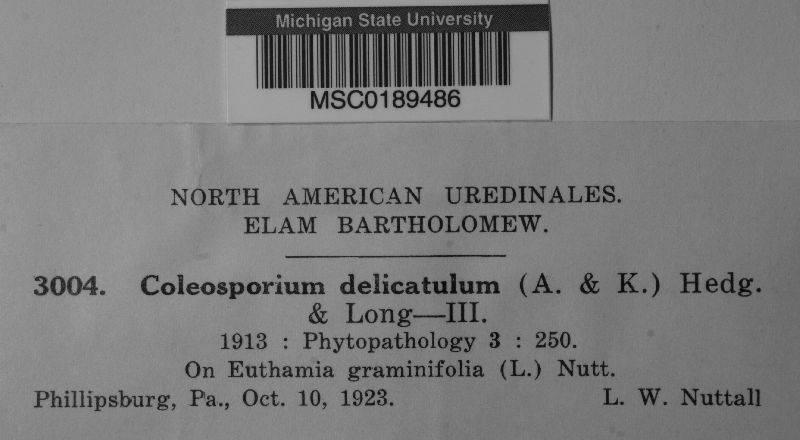 Michigan State University
MSC0189486
NORTH AMERICAN UREDINALES.
ELAM BARTHOLOMEW.
3004. Coleosporium delicatulum (A. & K.) Hedg.
& Long—III.
1913 : Phytopathology 3 : 250.
On Euthamia graminifolia (L.) Nutt.
Phillipsburg, Pa., Oct. 10, 1923. L. W. Nuttall